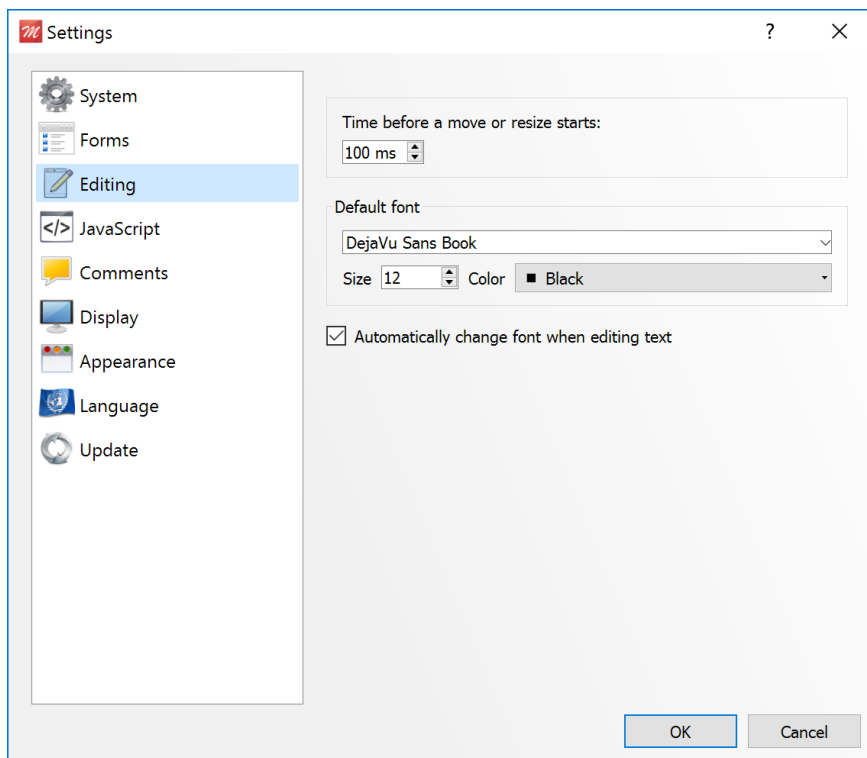 Settings
System
Forms
Editing
JavaScript
Comments
Display
Appearance
Language
Update
Time before a move or resize starts:
100 ms
Default font
DejaVu Sans Book
Size 12 Color Black
Automatically change font when editing text
OK Cancel